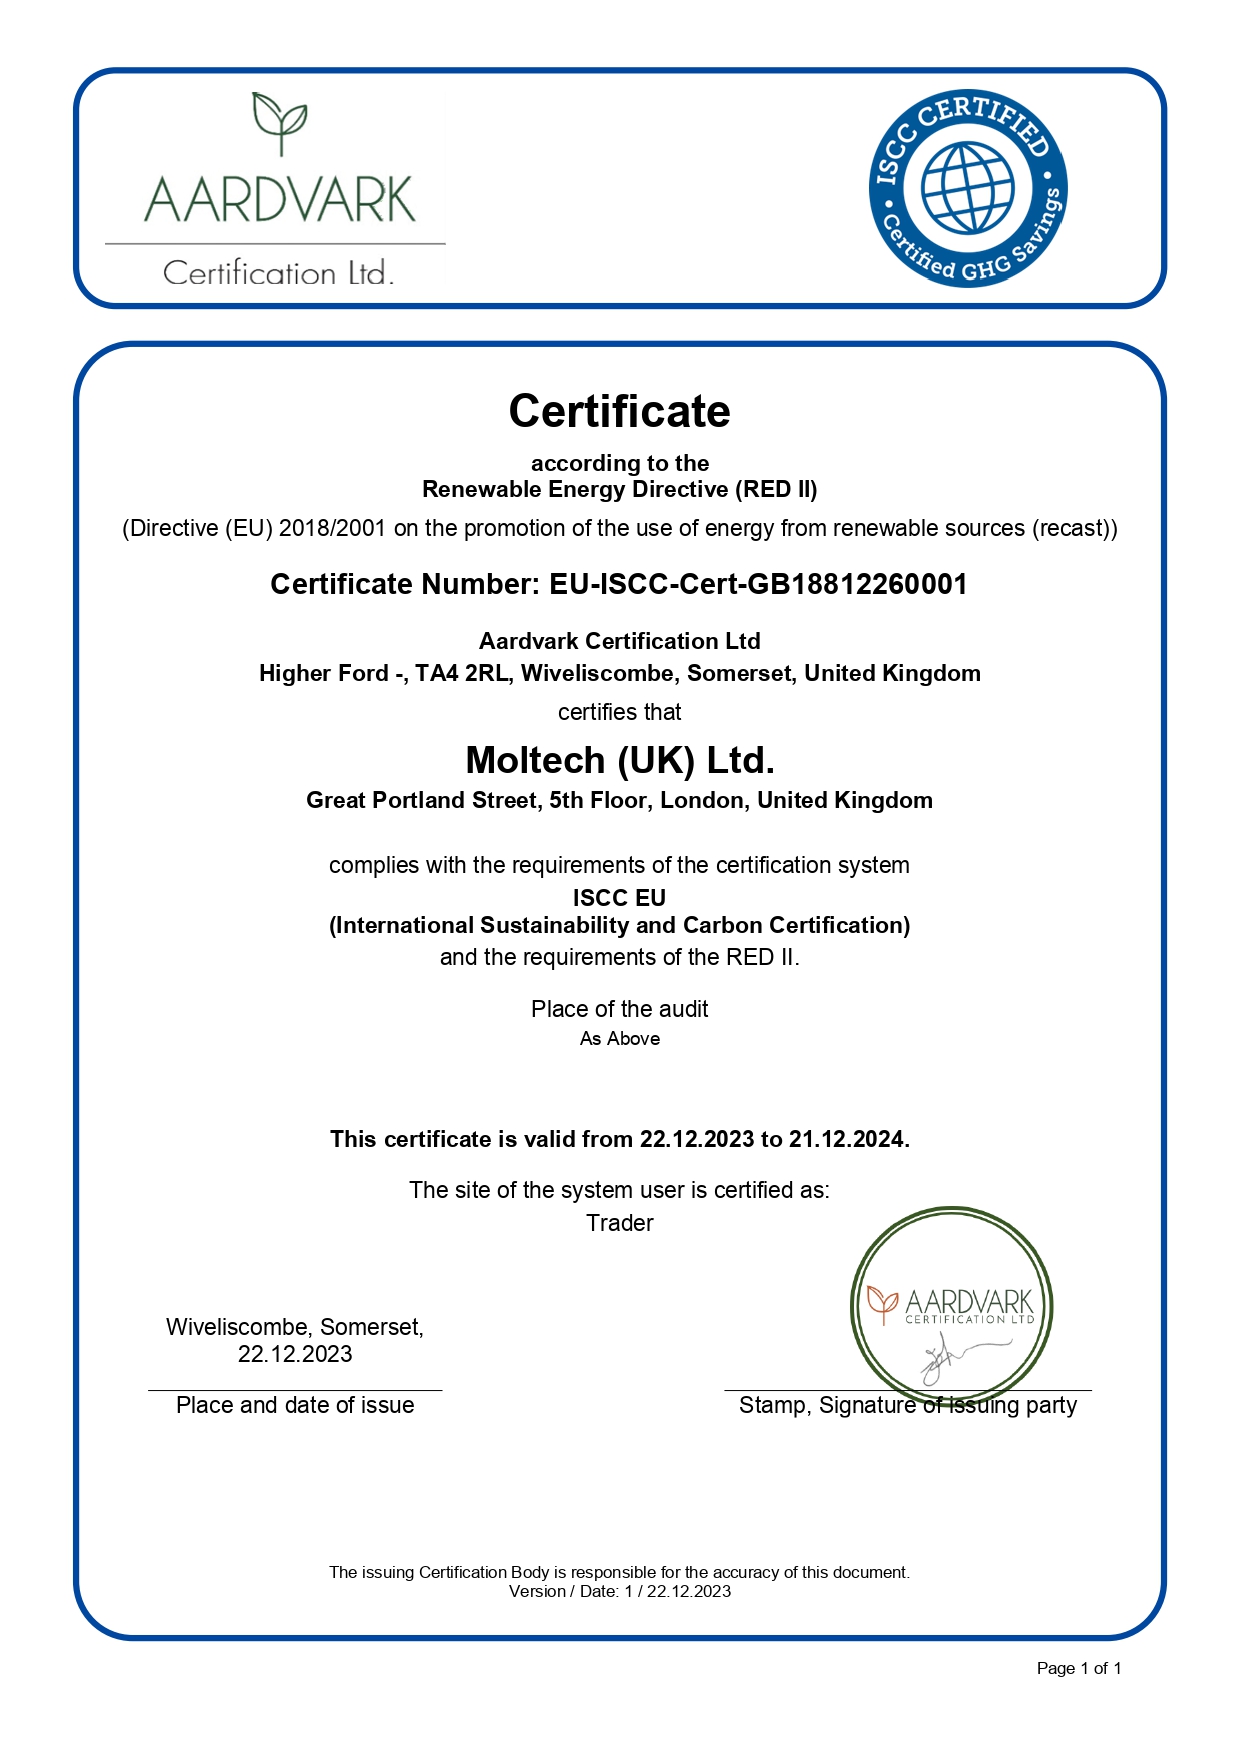 AARDVARK
Certification Ltd.
ISCC CERTIFIED
Certified GHG Savings
Certificate
according to the
Renewable Energy Directive (RED II)
(Directive (EU) 2018/2001 on the promotion of the use of energy from renewable sources (recast))
Certificate Number: EU-ISCC-Cert-GB18812260001
Aardvark Certification Ltd
Higher Ford -, TA4 2RL, Wiveliscombe, Somerset, United Kingdom
certifies that
Moltech (UK) Ltd.
Great Portland Street, 5th Floor, London, United Kingdom
complies with the requirements of the certification system
ISCC EU
(International Sustainability and Carbon Certification)
and the requirements of the RED II.
Place of the audit
As Above
This certificate is valid from 22.12.2023 to 21.12.2024.
The site of the system user is certified as:
Trader
AARDVARK
CERTIFICATION LTD
Wiveliscombe, Somerset,
22.12.2023
Place and date of issue
Stamp, Signature of issuing party
The issuing Certification Body is responsible for the accuracy of this document.
Version / Date: 1 / 22.12.2023
Page 1 of 1